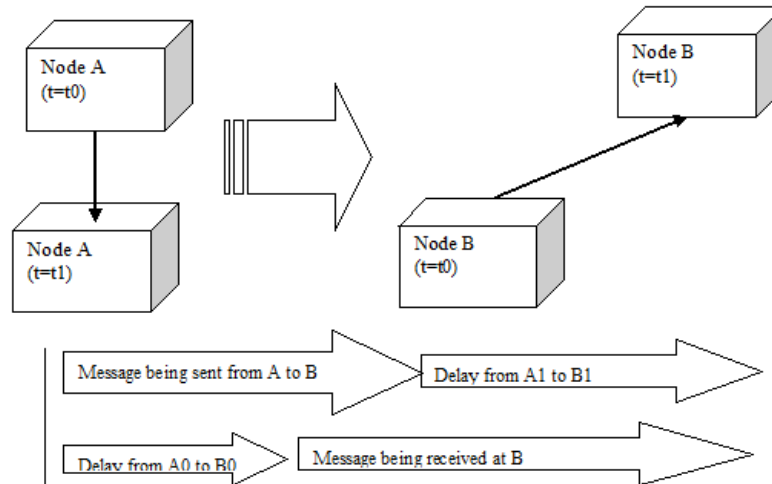 Node A
(t=t0)
Node B
(t=t1)
Node A
(t=t1)
Node B
(t=t0)
Message being sent from A to B
Delay from A1 to B1
Delay from A0 to B0
Message being received at B